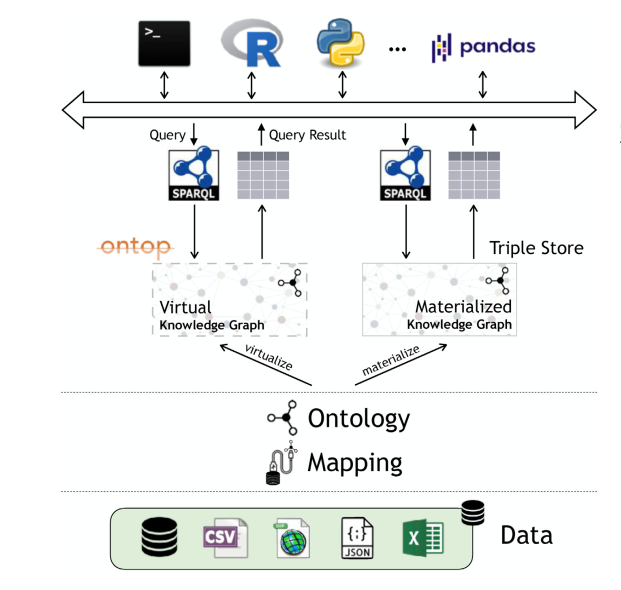 >_
R
... pandas
Query
Query Result
SPARQL
SPARQL
ontop
Triple Store
Virtual
Knowledge Graph
Materialized
Knowledge Graph
virtualize
materialize
Ontology
Mapping
CSV
{;}
JSON
X
Data